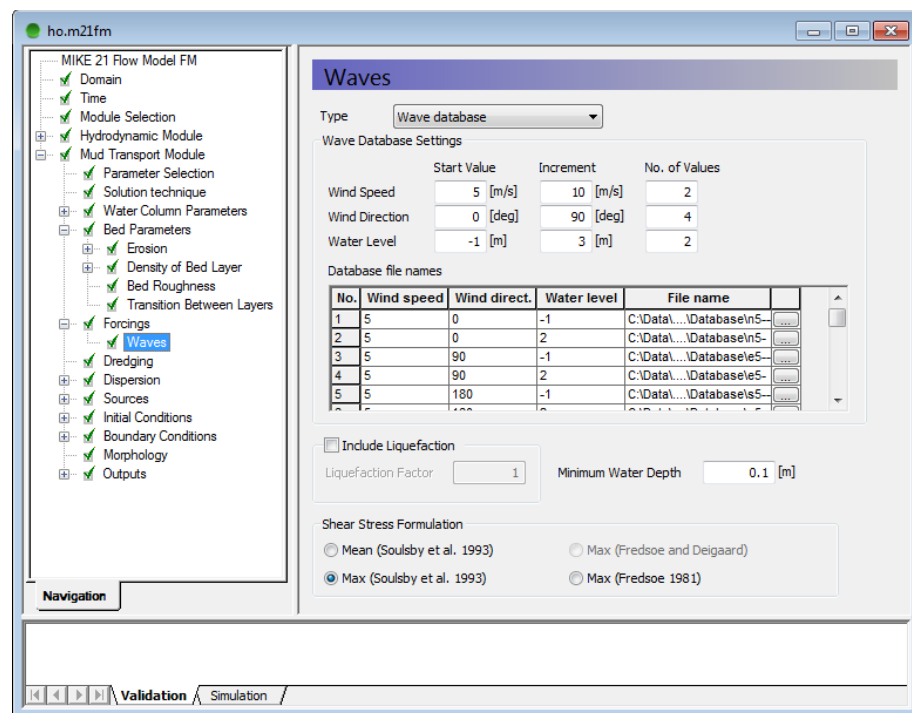 ho.m21fm
MIKE 21 Flow Model FM
Domain
Time
Module Selection
Hydrodynamic Module
Mud Transport Module
Parameter Selection
Solution technique
Water Column Parameters
Bed Parameters
Erosion
Density of Bed Layer
Bed Roughness
Transition Between Layers
Forcings
Waves
Dredging
Dispersion
Sources
Initial Conditions
Boundary Conditions
Morphology
Outputs
Navigation
Waves
Type Wave database
Wave Database Settings
Start Value Increment No. of Values
Wind Speed 5 [m/s] 10 [m/s] 2
Wind Direction 0 [deg] 90 [deg] 4
Water Level -1 [m] 3 [m] 2
Database file names
No. Wind speed Wind direct. Water level File name
1 5 0 -1 C:\Data\....\Database\n5-- ...
2 5 0 2 C:\Data\....\Database\n5- ...
3 5 90 -1 C:\Data\....\Database\e5-- ...
4 5 90 2 C:\Data\....\Database\e5- ...
5 5 180 -1 C:\Data\....\Database\s5-- ...
Include Liquefaction
Liquefaction Factor 1 Minimum Water Depth 0.1 [m]
Shear Stress Formulation
Mean (Soulsby et al. 1993) Max (Fredsoe and Deigaard)
Max (Soulsby et al. 1993) Max (Fredsoe 1981)
Validation Simulation